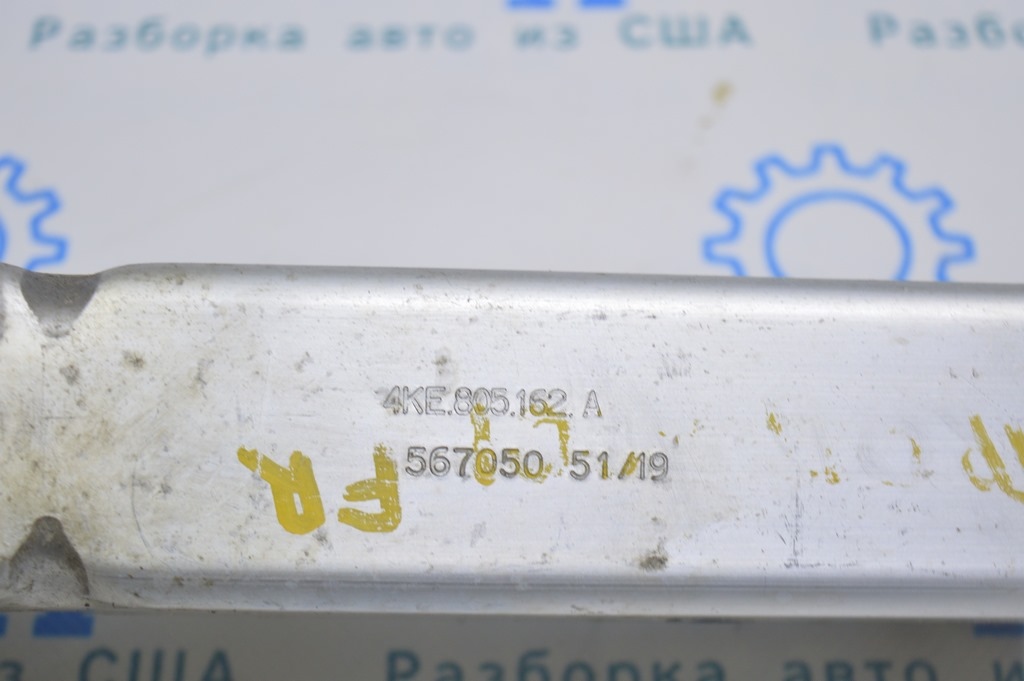 Разборка авто из США Разбо
4KE.805.162. A
567050 51/19
FR
из США Разборка авто и